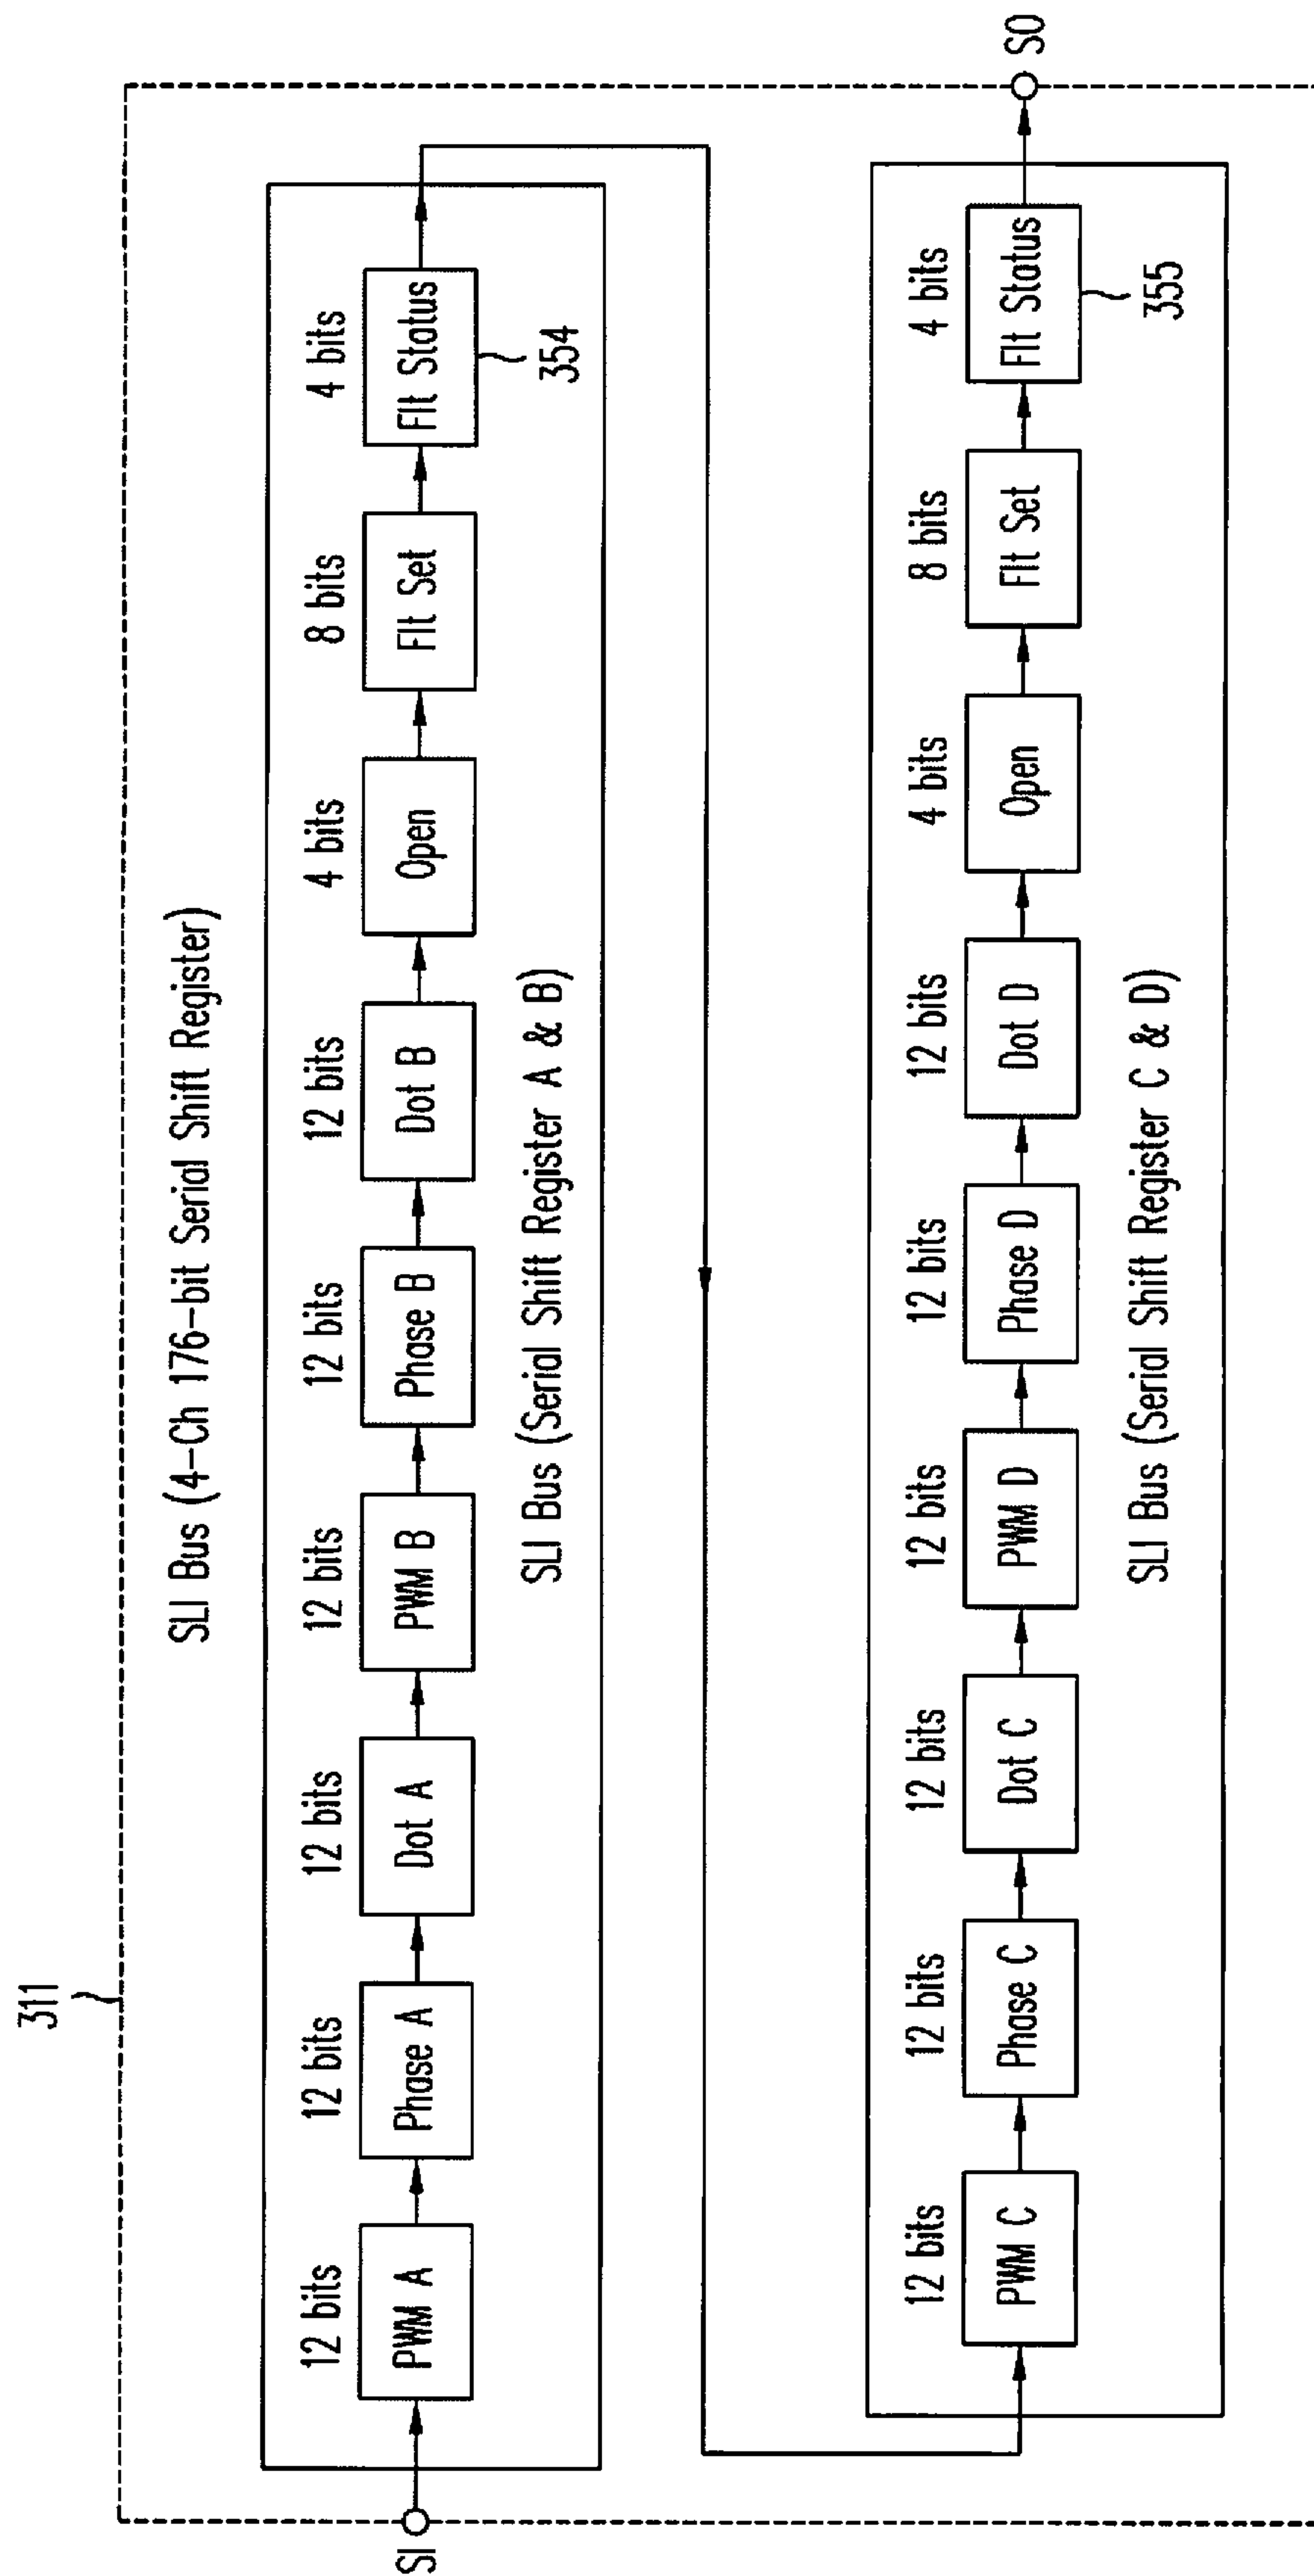 311
SLI Bus (4-Ch 176-bit Serial Shift Register)
SI
12 bits
PWM A
12 bits
Phase A
12 bits
Dot A
12 bits
PWM B
12 bits
Phase B
12 bits
Dot B
4 bits
Open
8 bits
Flt Set
4 bits
Flt Status
354
SLI Bus (Serial Shift Register A & B)
12 bits
PWM C
12 bits
Phase C
12 bits
Dot C
12 bits
PWM D
12 bits
Phase D
12 bits
Dot D
4 bits
Open
8 bits
Flt Set
4 bits
Flt Status
355
SO
SLI Bus (Serial Shift Register C & D)